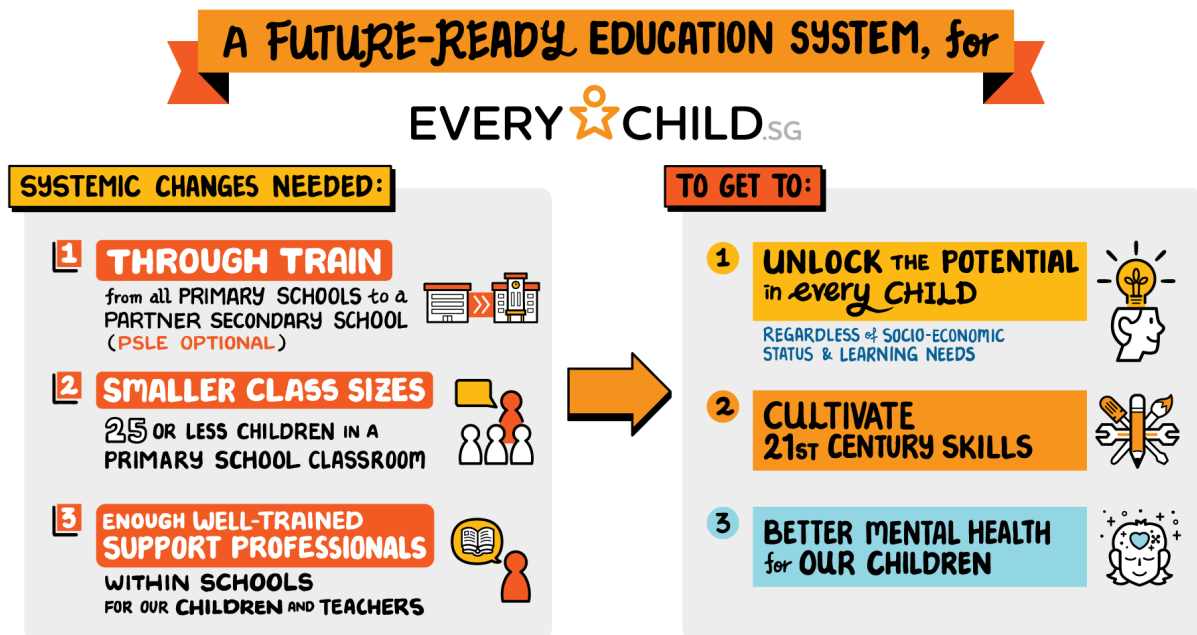 A FUTURE-READY EDUCATION SYSTEM, for
EVERY CHILD.SG
SYSTEMIC CHANGES NEEDED:
1 THROUGH TRAIN
from all PRIMARY SCHOOLS to a
PARTNER SECONDARY SCHOOL
(PSLE OPTIONAL)
2 SMALLER CLASS SIZES
25 OR LESS CHILDREN IN A
PRIMARY SCHOOL CLASSROOM
3 ENOUGH WELL-TRAINED
SUPPORT PROFESSIONALS
WITHIN SCHOOLS
FOR OUR CHILDREN AND TEACHERS
TO GET TO:
1 UNLOCK THE POTENTIAL
in every CHILD
REGARDLESS of SOCIO-ECONOMIC
STATUS & LEARNING NEEDS
2 CULTIVATE
21ST CENTURY SKILLS
3 BETTER MENTAL HEALTH
for OUR CHILDREN